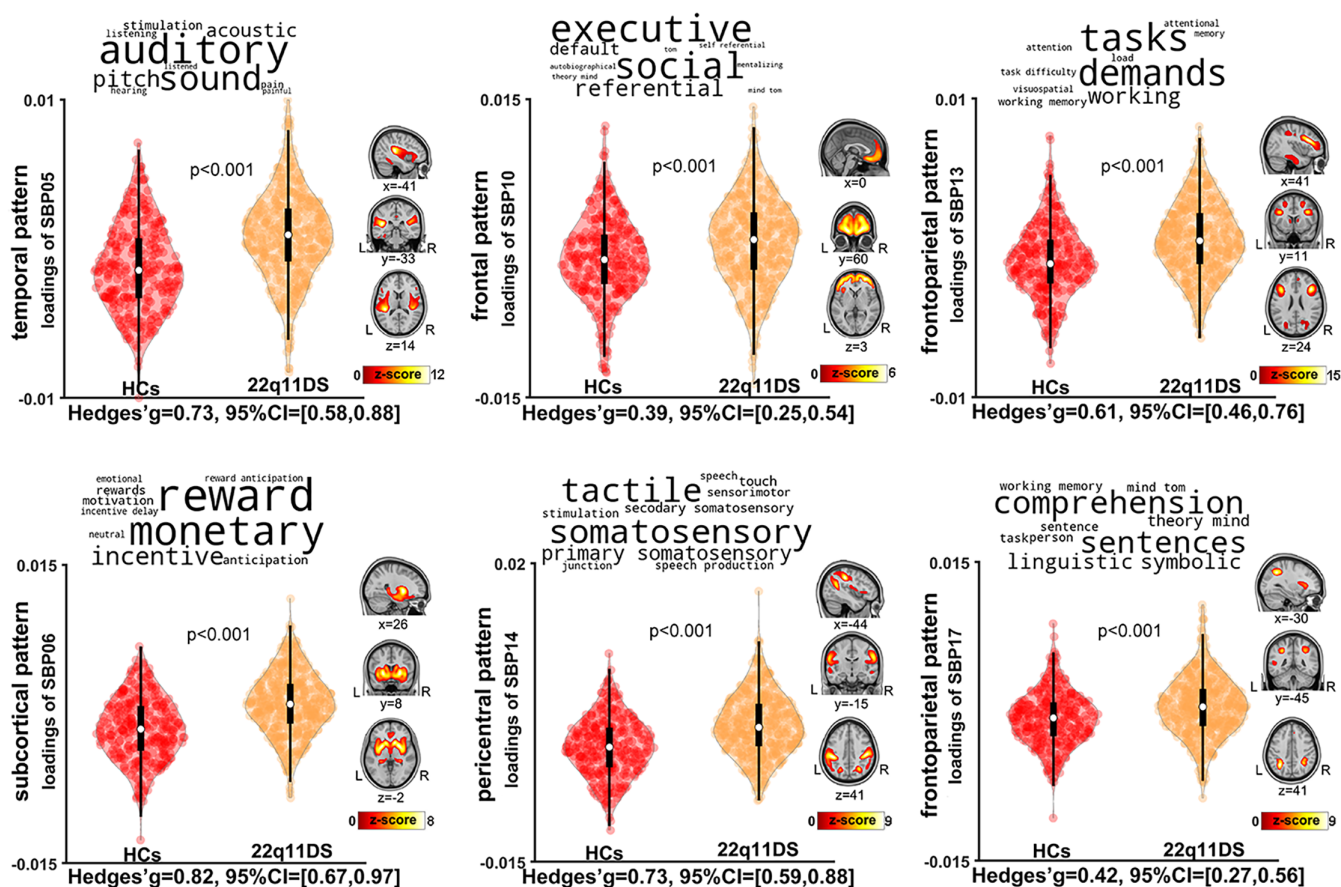 stimulation
listening
acoustic
auditory
listened
pitch
sound
pain
hearing
painful
0.01
temporal pattern
loadings of SBP05
p<0.001
x=-41
L
R
y=-33
L
R
z=14
0 z-score 12
HCs
22q11DS
-0.01
Hedges'g=0.73, 95%CI=[0.58,0.88]
executive
default
tom
self referential
autobiographical
social
mentalizing
theory mind
referential
mind tom
0.015
frontal pattern
loadings of SBP10
p<0.001
x=0
L
R
y=60
L
R
z=3
0 z-score 6
HCs
22q11DS
-0.015
Hedges'g=0.39, 95%CI=[0.25,0.54]
attentional
tasks
memory
attention
load
task difficulty
demands
visuospatial
working memory
working
0.01
frontoparietal pattern
loadings of SBP13
p<0.001
x=41
L
R
y=11
L
R
z=24
0 z-score 15
HCs
22q11DS
-0.01
Hedges'g=0.61, 95%CI=[0.46,0.76]
emotional
reward anticipation
rewards
reward
motivation
incentive delay
neutral
monetary
incentive
anticipation
0.015
subcortical pattern
loadings of SBP06
p<0.001
x=26
L
R
y=8
L
R
z=-2
0 z-score 8
HCs
22q11DS
-0.015
Hedges'g=0.82, 95%CI=[0.67,0.97]
speech
touch
tactile
sensorimotor
stimulation
secodary somatosensory
somatosensory
primary somatosensory
junction
speech production
0.02
pericentral pattern
loadings of SBP14
p<0.001
x=-44
L
R
y=-15
L
R
z=41
0 z-score 9
HCs
22q11DS
-0.015
Hedges'g=0.73, 95%CI=[0.59,0.88]
working memory
mind tom
comprehension
theory mind
sentence
task
person
sentences
linguistic
symbolic
0.015
frontoparietal pattern
loadings of SBP17
p<0.001
x=-30
L
R
y=-45
L
R
z=41
0 z-score 9
HCs
22q11DS
-0.015
Hedges'g=0.42, 95%CI=[0.27,0.56]